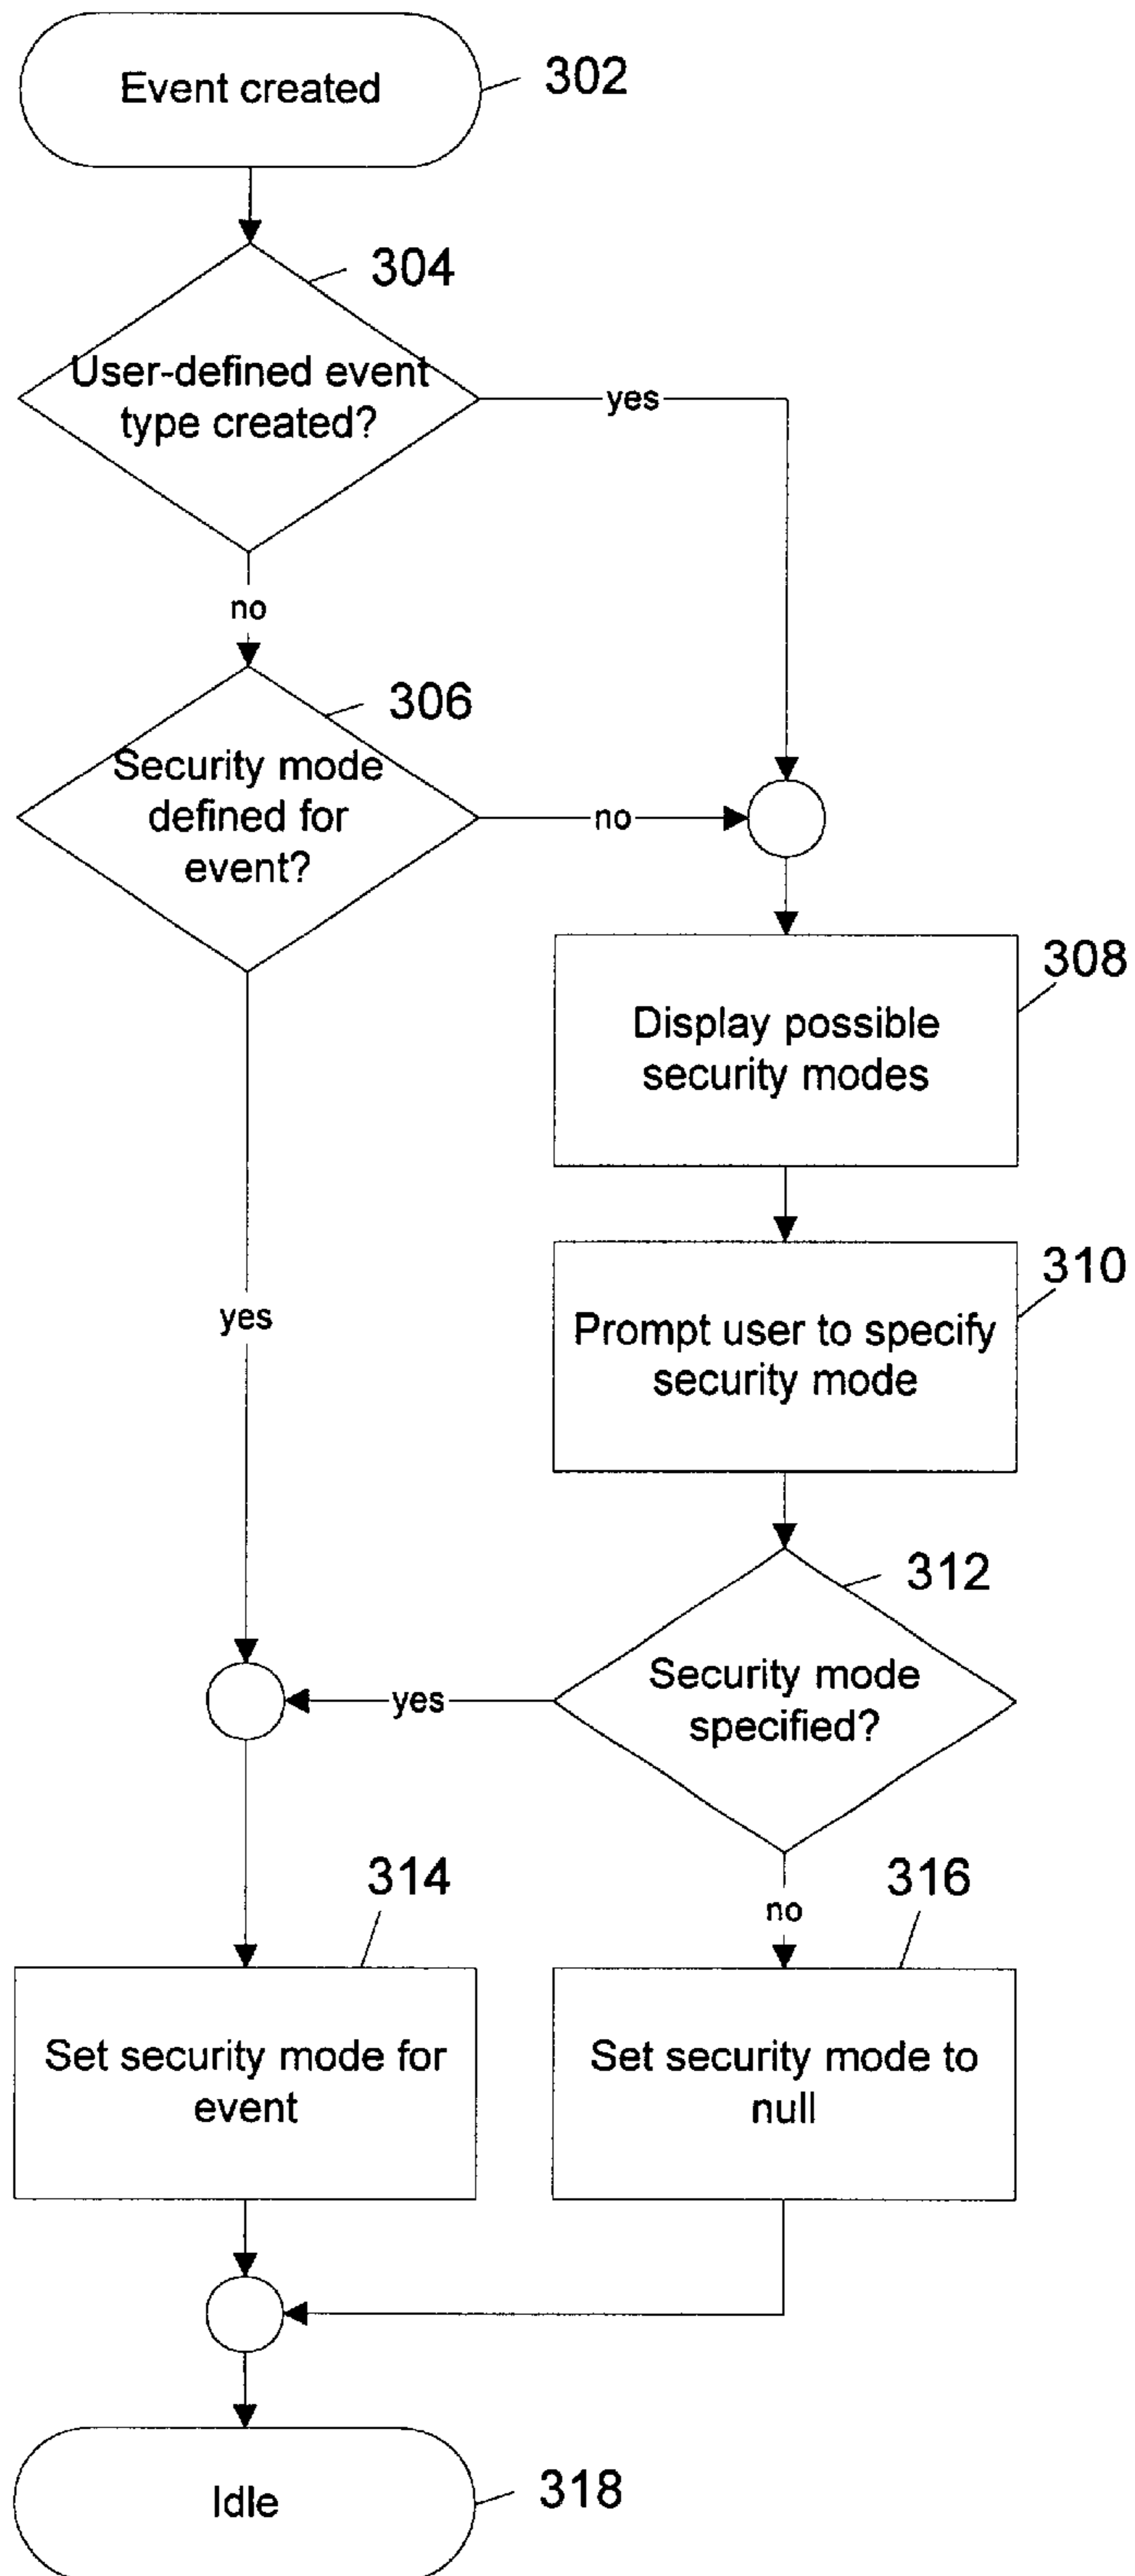 Event created
302
304
User-defined event
type created?
yes
no
306
Security mode
defined for
event?
no
308
Display possible
security modes
310
Prompt user to specify
security mode
yes
312
Security mode
specified?
yes
no
314
316
Set security mode for
event
Set security mode to
null
Idle
318